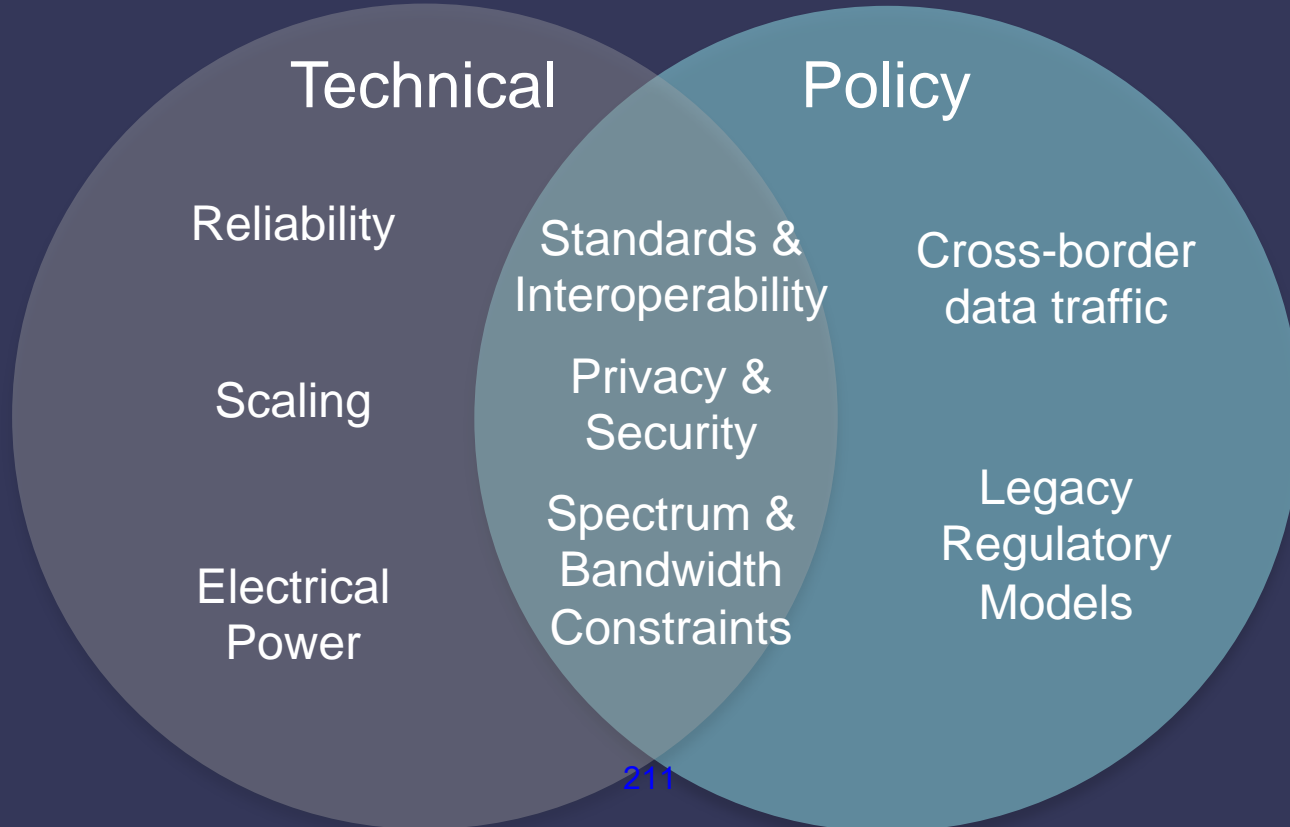 Technical
Policy
Reliability
Scaling
Electrical
Power
Standards &
Interoperability
Privacy &
Security
Spectrum &
Bandwidth
Constraints
Cross-border
data traffic
Legacy
Regulatory
Models
211